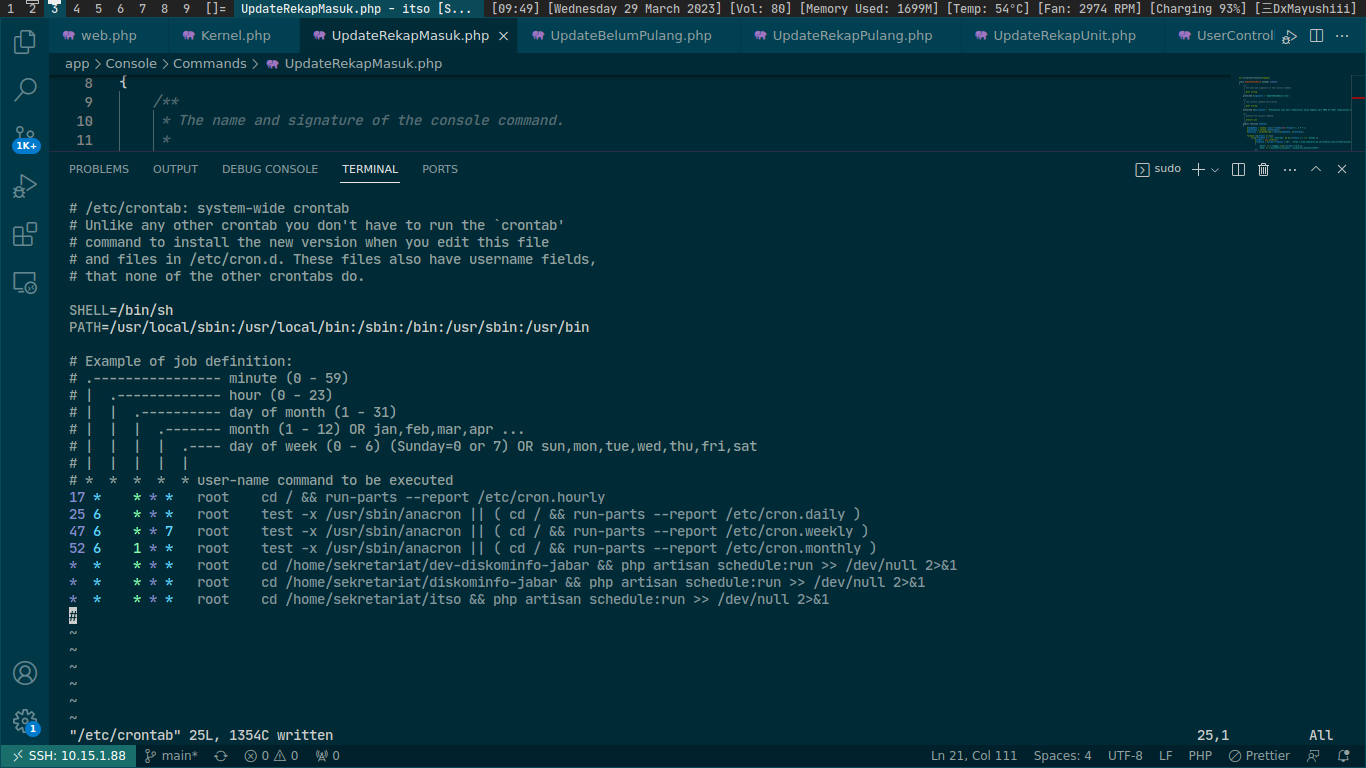 1 2 3 4 5 6 7 8 9 []= UpdateRekapMasuk.php - itso [S... [09:49] [Wednesday 29 March 2023] [Vol: 80] [Memory Used: 1699M] [Temp: 54°C] [Fan: 2974 RPM] [Charging 93%] [三DxMayushiii]
web.php Kernel.php UpdateRekapMasuk.php UpdateBelumPulang.php UpdateRekapPulang.php UpdateRekapUnit.php UserControl
app > Console > Commands > UpdateRekapMasuk.php
8 {
9 /**
10 * The name and signature of the console command.
11 *
1K+
PROBLEMS OUTPUT DEBUG CONSOLE TERMINAL PORTS sudo
# /etc/crontab: system-wide crontab
# Unlike any other crontab you don't have to run the `crontab'
# command to install the new version when you edit this file
# and files in /etc/cron.d. These files also have username fields,
# that none of the other crontabs do.
SHELL=/bin/sh
PATH=/usr/local/sbin:/usr/local/bin:/sbin:/bin:/usr/sbin:/usr/bin
# Example of job definition:
# .---------------- minute (0 - 59)
# |  .------------- hour (0 - 23)
# |  |  .---------- day of month (1 - 31)
# |  |  |  .------- month (1 - 12) OR jan,feb,mar,apr ...
# |  |  |  |  .---- day of week (0 - 6) (Sunday=0 or 7) OR sun,mon,tue,wed,thu,fri,sat
# |  |  |  |  |
# *  *  *  *  * user-name command to be executed
17 *    * * *   root    cd / && run-parts --report /etc/cron.hourly
25 6    * * *   root    test -x /usr/sbin/anacron || ( cd / && run-parts --report /etc/cron.daily )
47 6    * * 7   root    test -x /usr/sbin/anacron || ( cd / && run-parts --report /etc/cron.weekly )
52 6    1 * *   root    test -x /usr/sbin/anacron || ( cd / && run-parts --report /etc/cron.monthly )
*  *    * * *   root    cd /home/sekretariat/dev-diskominfo-jabar && php artisan schedule:run >> /dev/null 2>&1
*  *    * * *   root    cd /home/sekretariat/diskominfo-jabar && php artisan schedule:run >> /dev/null 2>&1
*  *    * * *   root    cd /home/sekretariat/itso && php artisan schedule:run >> /dev/null 2>&1
#
~
~
~
~
~
~
"/etc/crontab" 25L, 1354C written 25,1 All
1
SSH: 10.15.1.88 main* 0 0 0 Ln 21, Col 111 Spaces: 4 UTF-8 LF PHP Prettier